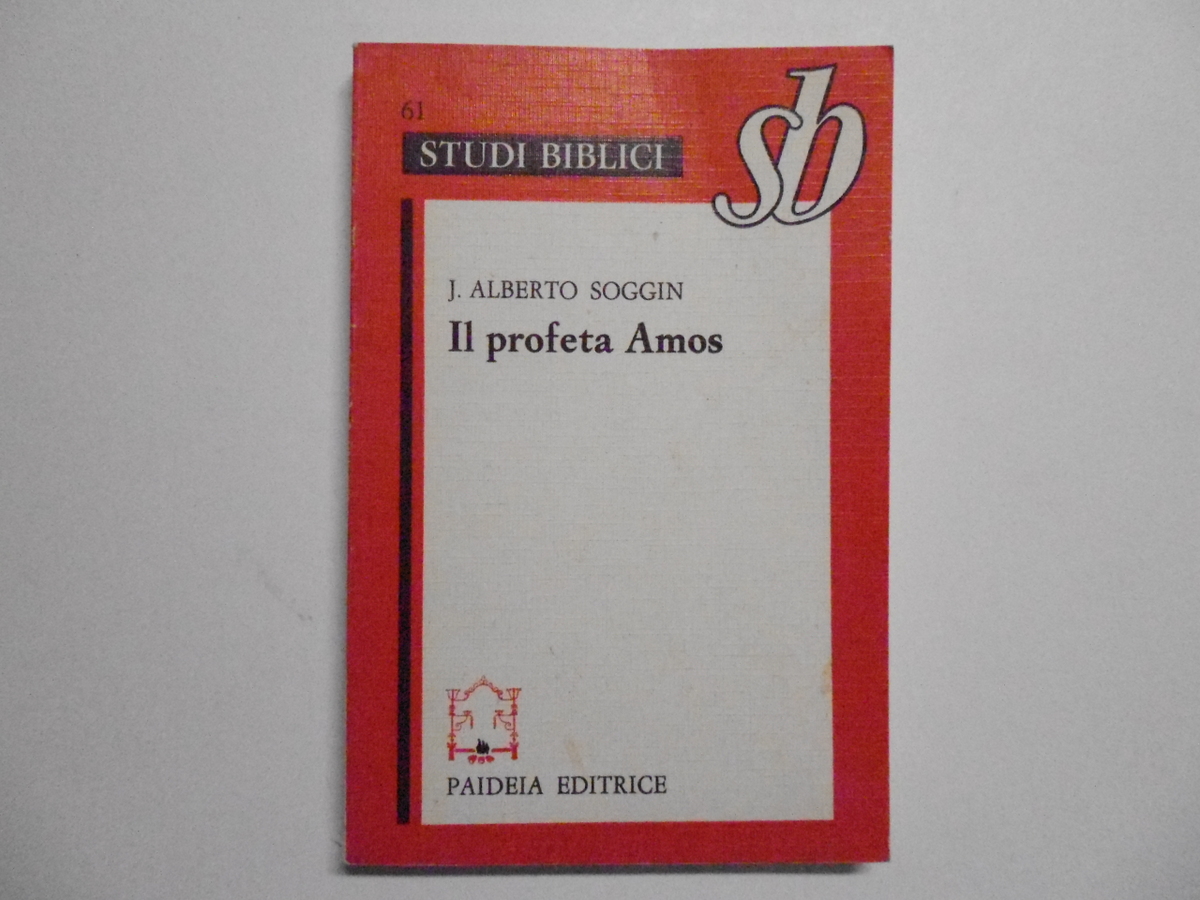 61
STUDI BIBLICI
sb
J. ALBERTO SOGGIN
Il profeta Amos
PAIDEIA EDITRICE